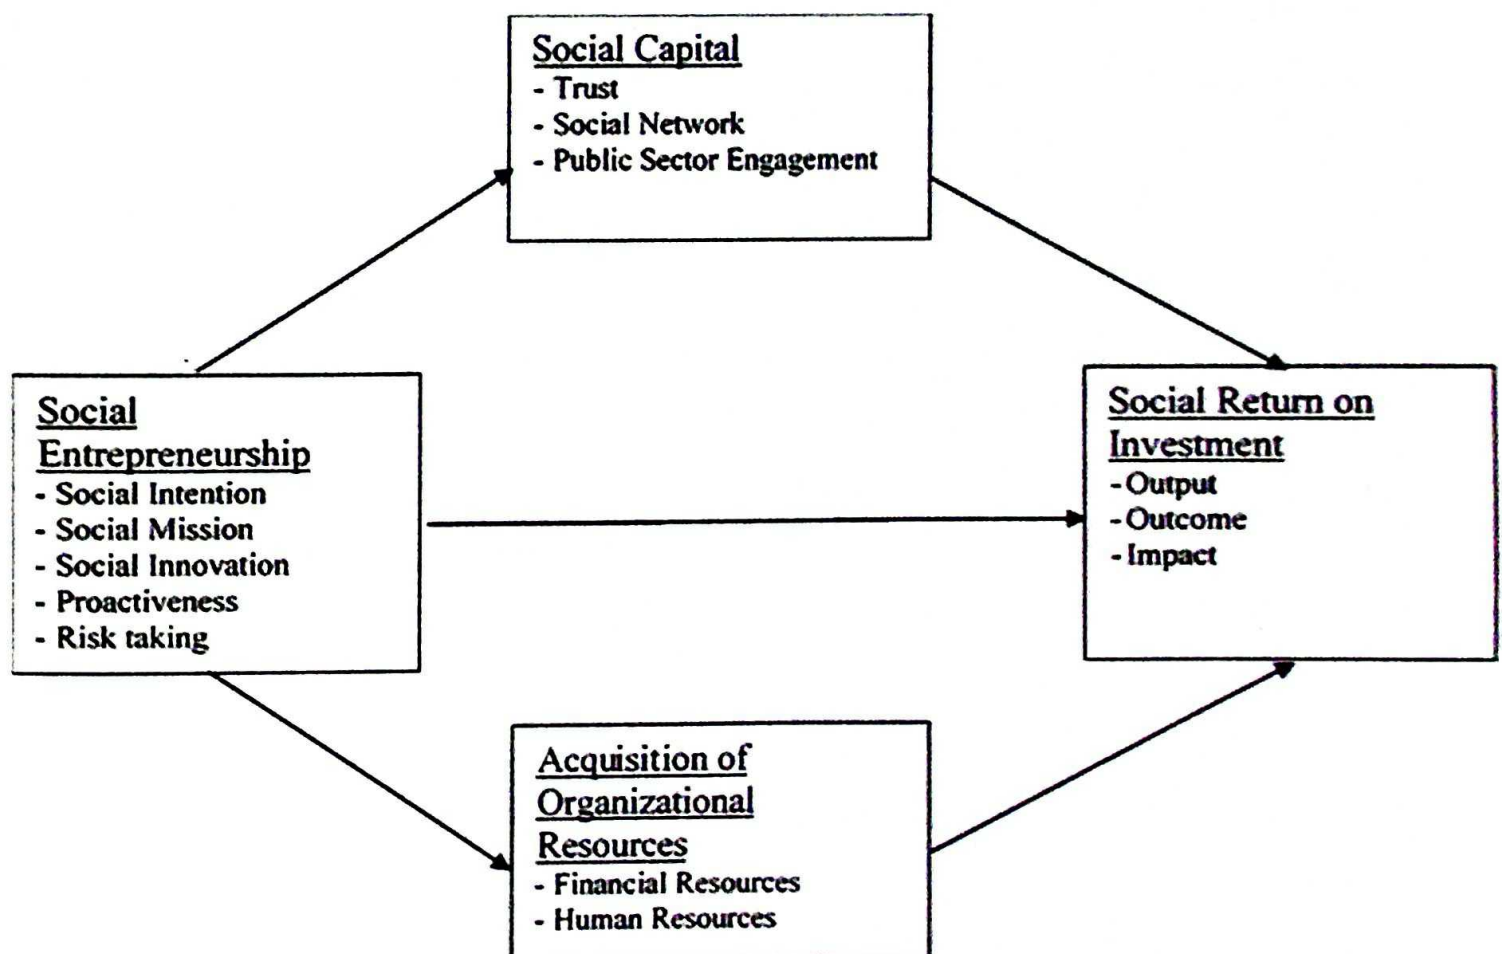 Social Capital
- Trust
- Social Network
- Public Sector Engagement
Social
Entrepreneurship
- Social Intention
- Social Mission
- Social Innovation
- Proactiveness
- Risk taking
Social Return on
Investment
- Output
- Outcome
- Impact
Acquisition of
Organizational
Resources
- Financial Resources
- Human Resources